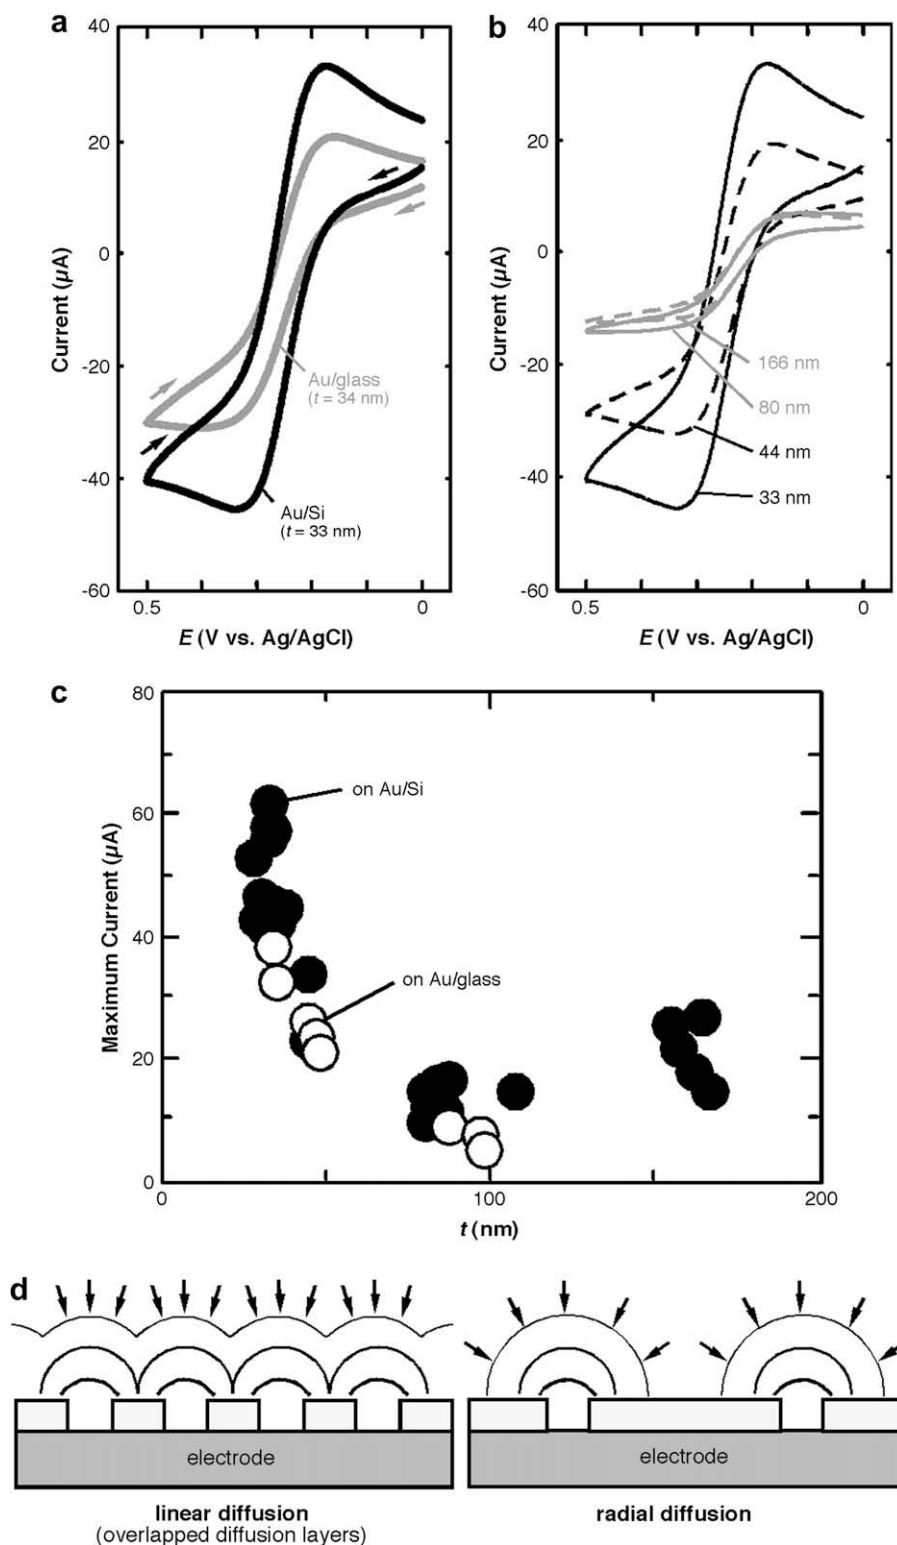 a
40
20
0
-20
-40
-60
Current (µA)
Au/glass
(t = 34 nm)
Au/Si
(t = 33 nm)
0.5
0
E (V vs. Ag/AgCl)
b
40
20
0
-20
-40
-60
Current (µA)
166 nm
80 nm
44 nm
33 nm
0.5
0
E (V vs. Ag/AgCl)
c
80
60
40
20
0
Maximum Current (µA)
on Au/Si
on Au/glass
0
100
200
t (nm)
d
electrode
electrode
linear diffusion
(overlapped diffusion layers)
radial diffusion